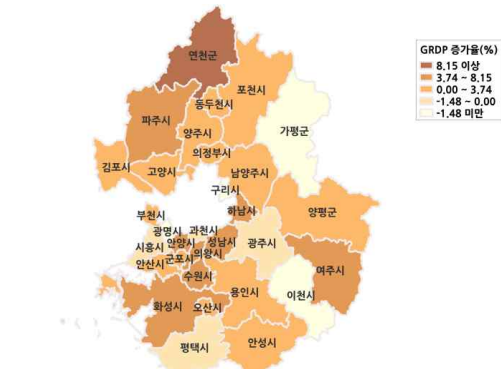 GRDP 증가율(%)
8.15 이상
3.74 ~ 8.15
0.00 ~ 3.74
-1.48 ~ 0.00
-1.48 미만
연천군
포천시
동두천시
파주시
가평군
양주시
의정부시
김포시
고양시
남양주시
구리시
하남시
양평군
부천시
광명시
과천시
시흥시
안양시
성남시
광주시
의왕시
안산시
군포시
수원시
여주시
이천시
용인시
화성시
오산시
평택시
안성시